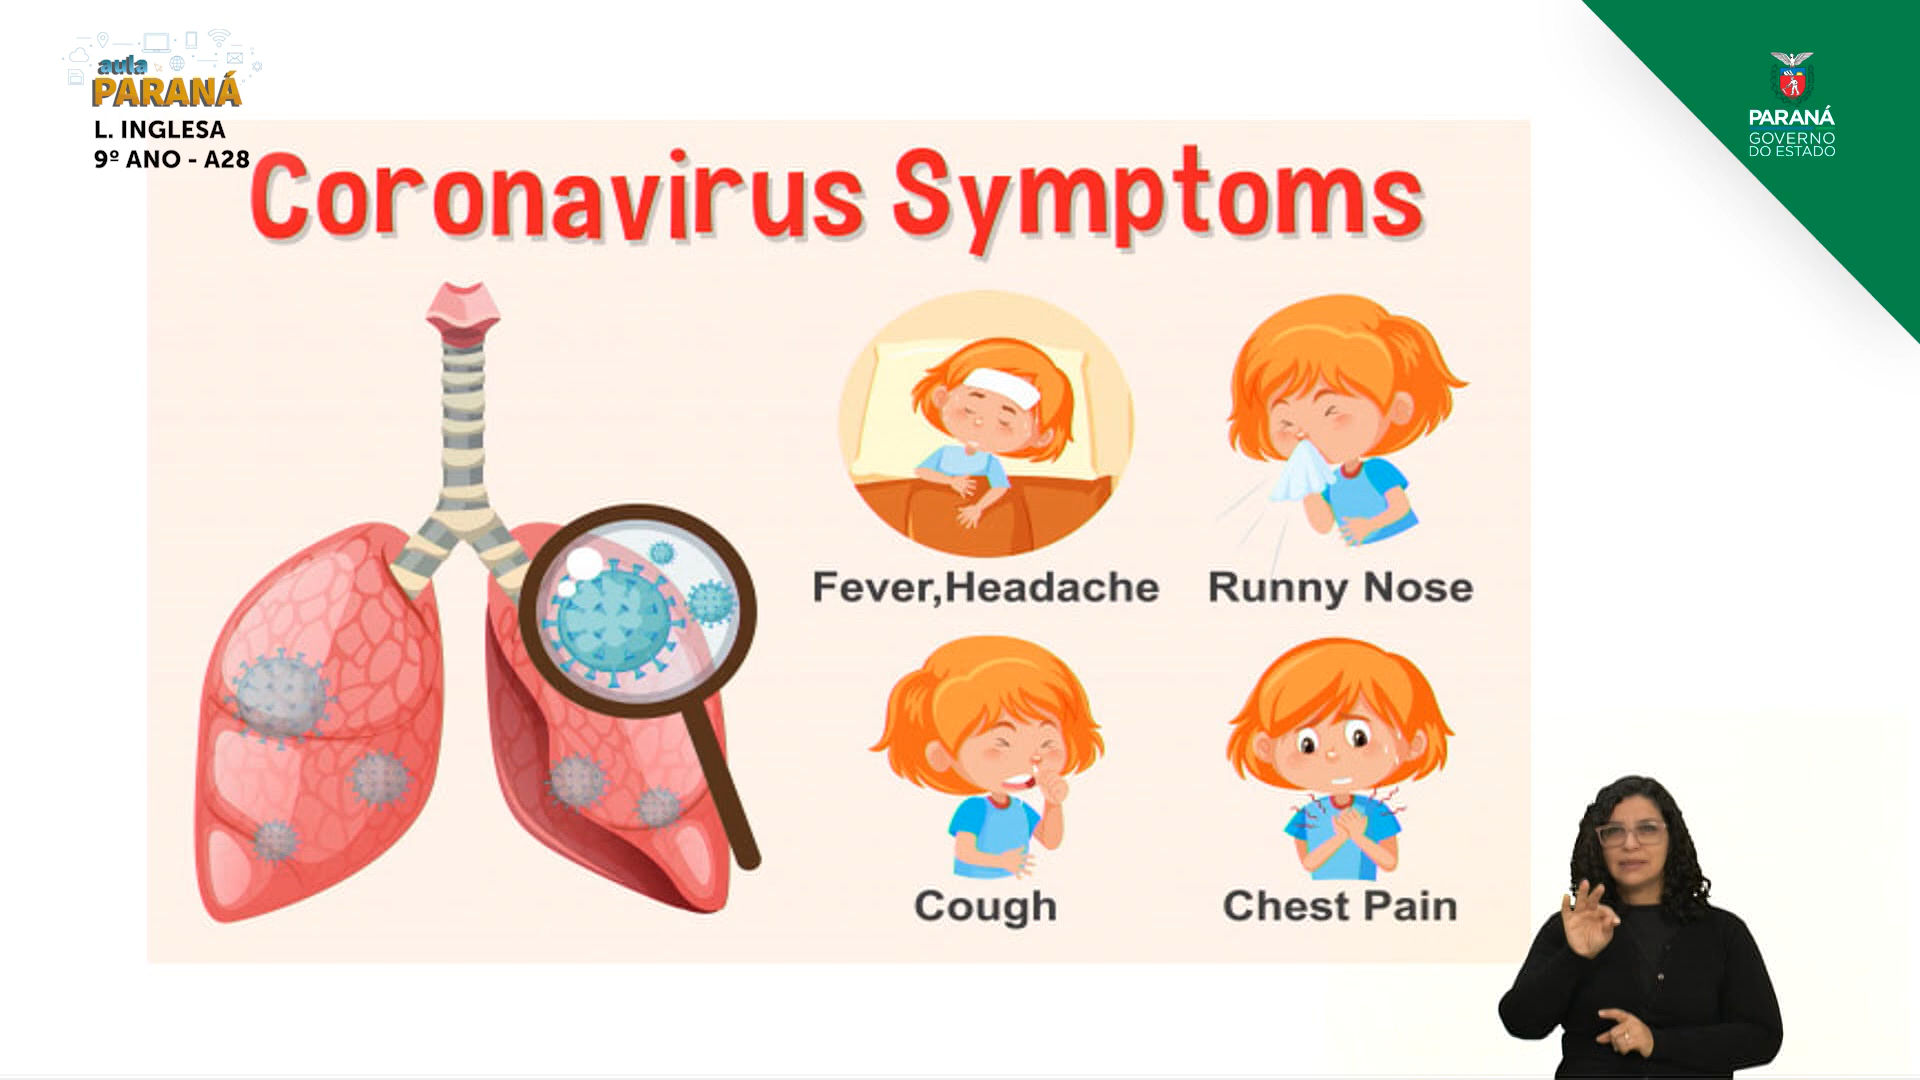 aula
PARANÁ
L. INGLESA
9º ANO - A28
PARANÁ
GOVERNO
DO ESTADO
Coronavirus Symptoms
Fever,Headache
Runny Nose
Cough
Chest Pain